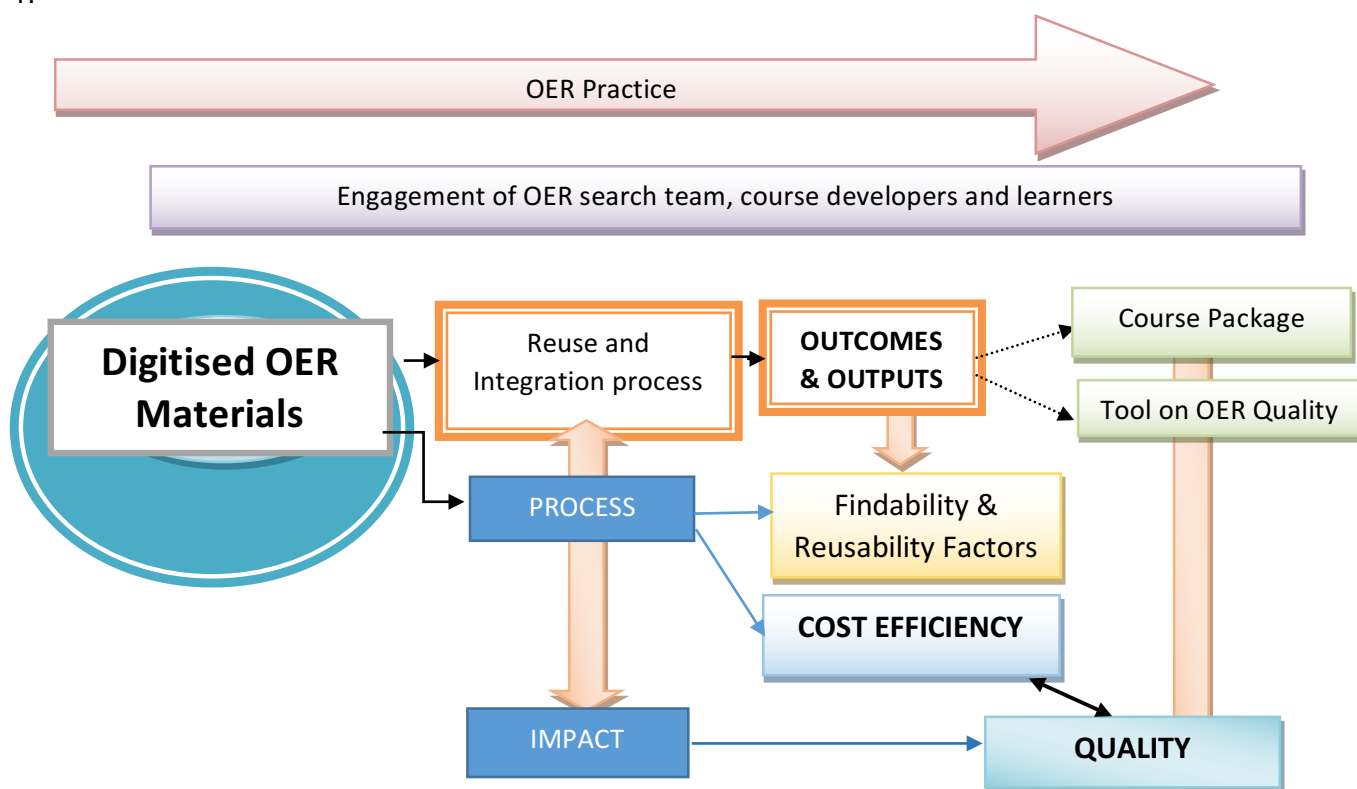 OER Practice
Engagement of OER search team, course developers and learners
Digitised OER
Materials
Reuse and
Integration process
OUTCOMES
& OUTPUTS
Course Package
Tool on OER Quality
PROCESS
Findability &
Reusability Factors
COST EFFICIENCY
IMPACT
QUALITY